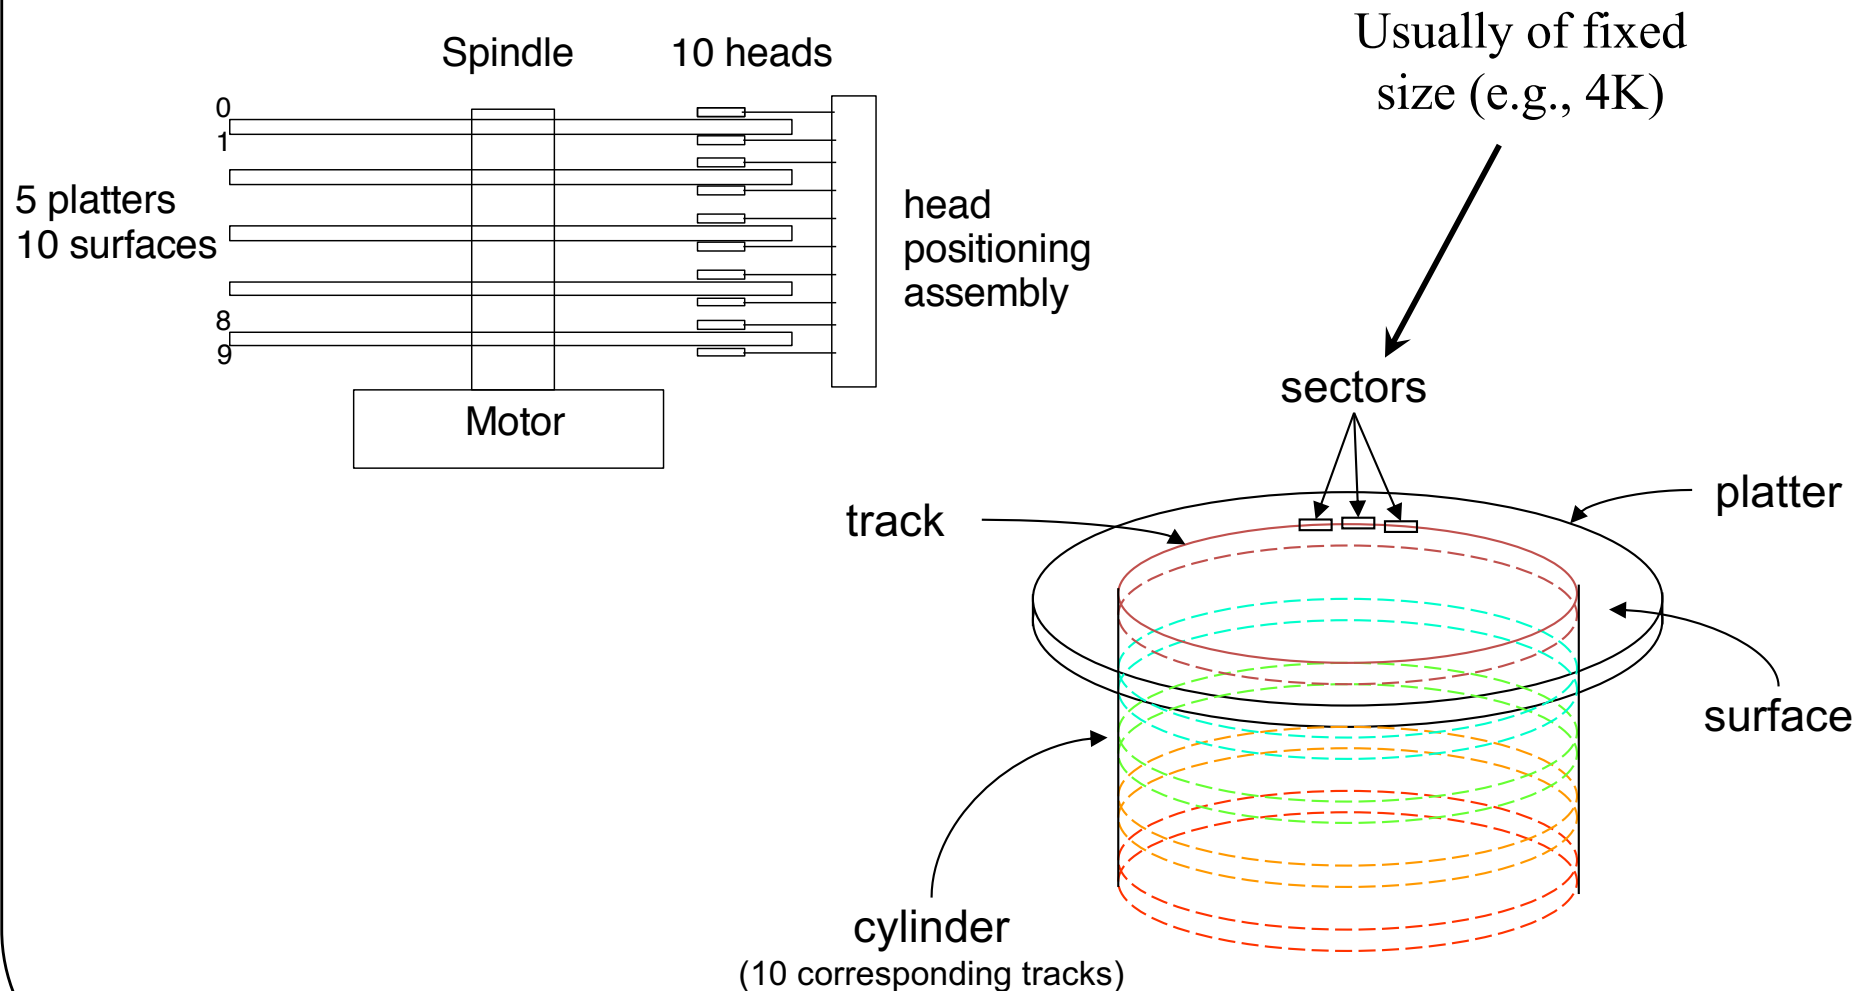 Usually of fixed
size (e.g., 4K)
Spindle
10 heads
0
1
5 platters
10 surfaces
head
positioning
assembly
8
9
Motor
sectors
track
platter
surface
cylinder
(10 corresponding tracks)